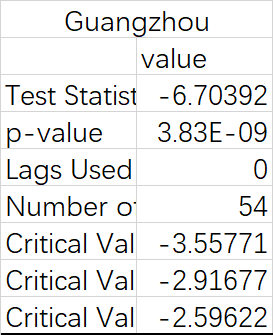 Guangzhou
value
Test Statist -6.70392
p-value 3.83E-09
Lags Used 0
Number of 54
Critical Val -3.55771
Critical Val -2.91677
Critical Val -2.59622